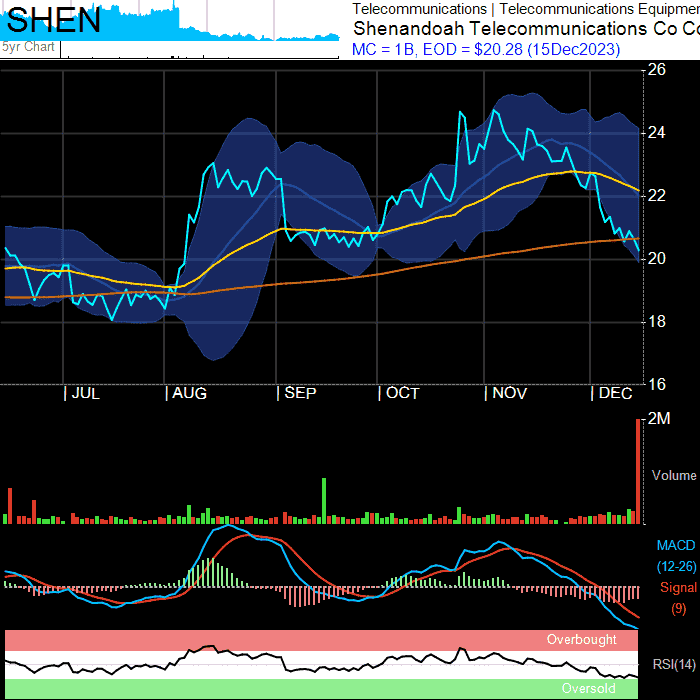 SHEN
5yr Chart
Telecommunications | Telecommunications Equipmen
Shenandoah Telecommunications Co Co
MC = 1B, EOD = $20.28 (15Dec2023)
26
24
22
20
18
16
| JUL | AUG | SEP | OCT | NOV | DEC
2M
Volume
MACD
(12-26)
Signal
(9)
Overbought
RSI(14)
Oversold